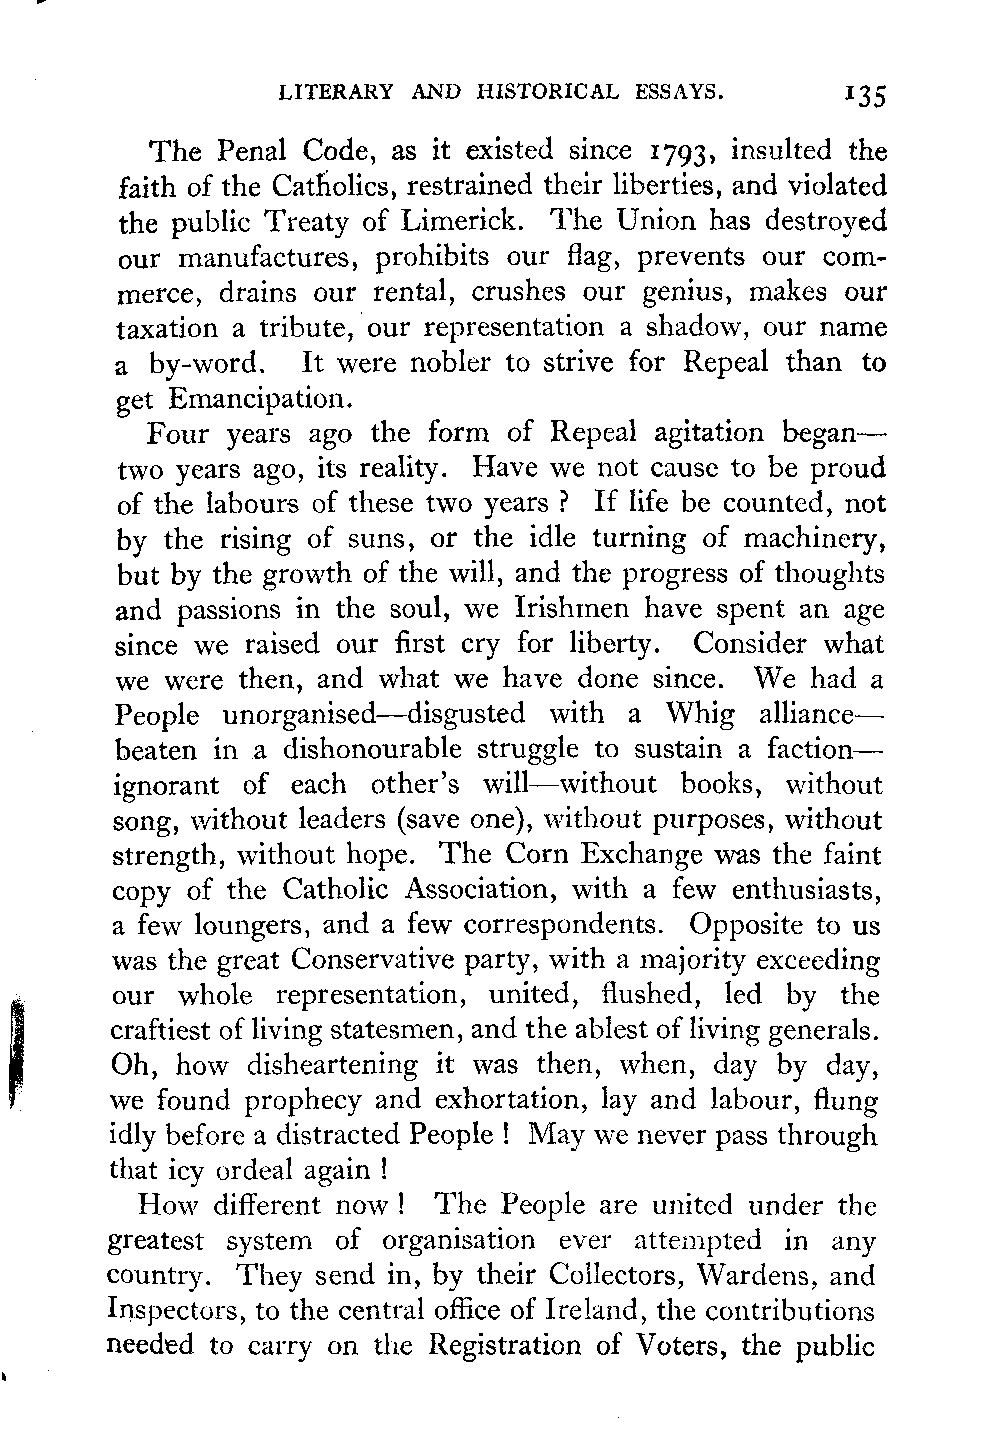 LITERARY AND HISTORICAL ESSAYS. 135
The Penal Code, as it existed since 1793, insulted the
faith of the Catholics, restrained their liberties, and violated
the public Treaty of Limerick. The Union has destroyed
our manufactures, prohibits our flag, prevents our com-
merce, drains our rental, crushes our genius, makes our
taxation a tribute, our representation a shadow, our name
a by-word. It were nobler to strive for Repeal than to
get Emancipation.
Four years ago the form of Repeal agitation began—
two years ago, its reality. Have we not cause to be proud
of the labours of these two years ? If life be counted, not
by the rising of suns, or the idle turning of machinery,
but by the growth of the will, and the progress of thoughts
and passions in the soul, we Irishmen have spent an age
since we raised our first cry for liberty. Consider what
we were then, and what we have done since. We had a
People unorganised—disgusted with a Whig alliance—
beaten in a dishonourable struggle to sustain a faction—
ignorant of each other's will—without books, without
song, without leaders (save one), without purposes, without
strength, without hope. The Corn Exchange was the faint
copy of the Catholic Association, with a few enthusiasts,
a few loungers, and a few correspondents. Opposite to us
was the great Conservative party, with a majority exceeding
our whole representation, united, flushed, led by the
craftiest of living statesmen, and the ablest of living generals.
Oh, how disheartening it was then, when, day by day,
we found prophecy and exhortation, lay and labour, flung
idly before a distracted People ! May we never pass through
that icy ordeal again !
How different now ! The People are united under the
greatest system of organisation ever attempted in any
country. They send in, by their Collectors, Wardens, and
Inspectors, to the central office of Ireland, the contributions
needed to carry on the Registration of Voters, the public